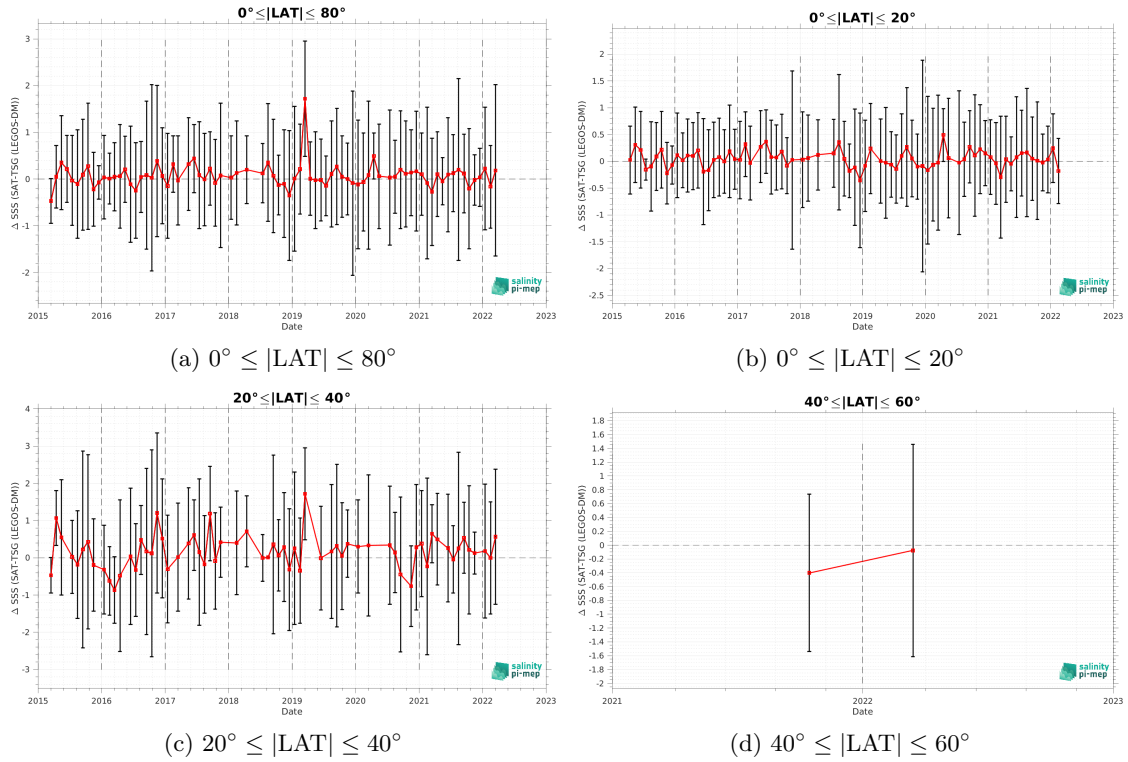 0°≤|LAT|≤ 80°
Δ SSS (SAT-TSG (LEGOS-DM))
3
2
1
0
-1
-2
2015 2016 2017 2018 2019 2020 2021 2022 2023
Date
salinity
pi-mep
(a) 0° ≤ |LAT| ≤ 80°
0°≤|LAT|≤ 20°
Δ SSS (SAT-TSG (LEGOS-DM))
2
1.5
1
0.5
0
-0.5
-1
-1.5
-2
-2.5
2015 2016 2017 2018 2019 2020 2021 2022 2023
Date
salinity
pi-mep
(b) 0° ≤ |LAT| ≤ 20°
20°≤|LAT|≤ 40°
Δ SSS (SAT-TSG (LEGOS-DM))
4
3
2
1
0
-1
-2
-3
2015 2016 2017 2018 2019 2020 2021 2022 2023
Date
salinity
pi-mep
(c) 20° ≤ |LAT| ≤ 40°
40°≤|LAT|≤ 60°
Δ SSS (SAT-TSG (LEGOS-DM))
1.8
1.6
1.4
1.2
1
0.8
0.6
0.4
0.2
0
-0.2
-0.4
-0.6
-0.8
-1
-1.2
-1.4
-1.6
-1.8
-2
2021 2022 2023
Date
salinity
pi-mep
(d) 40° ≤ |LAT| ≤ 60°